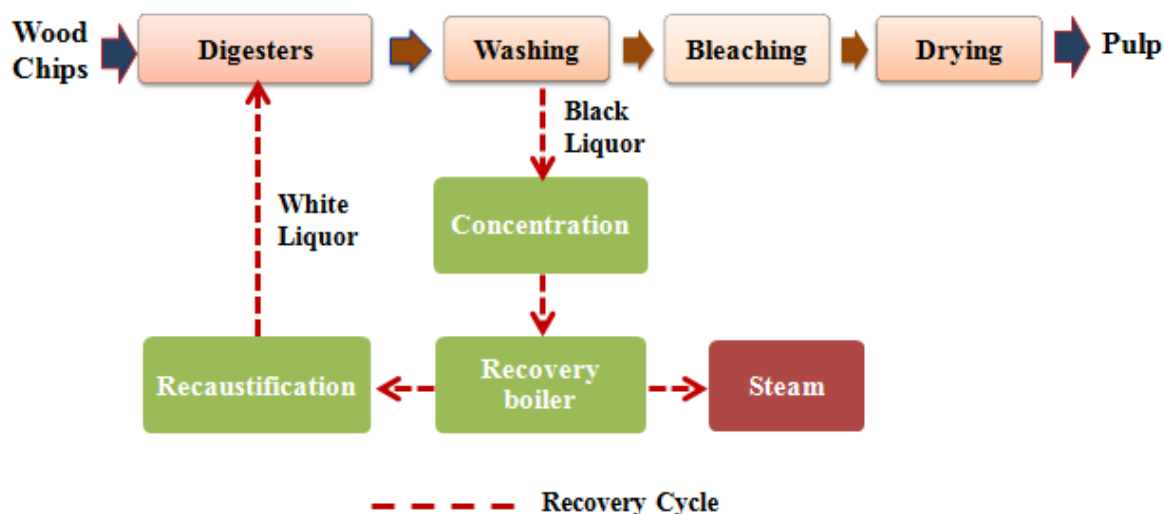 Wood
Chips
Digesters
Washing
Bleaching
Drying
Pulp
Black
Liquor
White
Liquor
Concentration
Recaustification
Recovery
boiler
Steam
Recovery Cycle